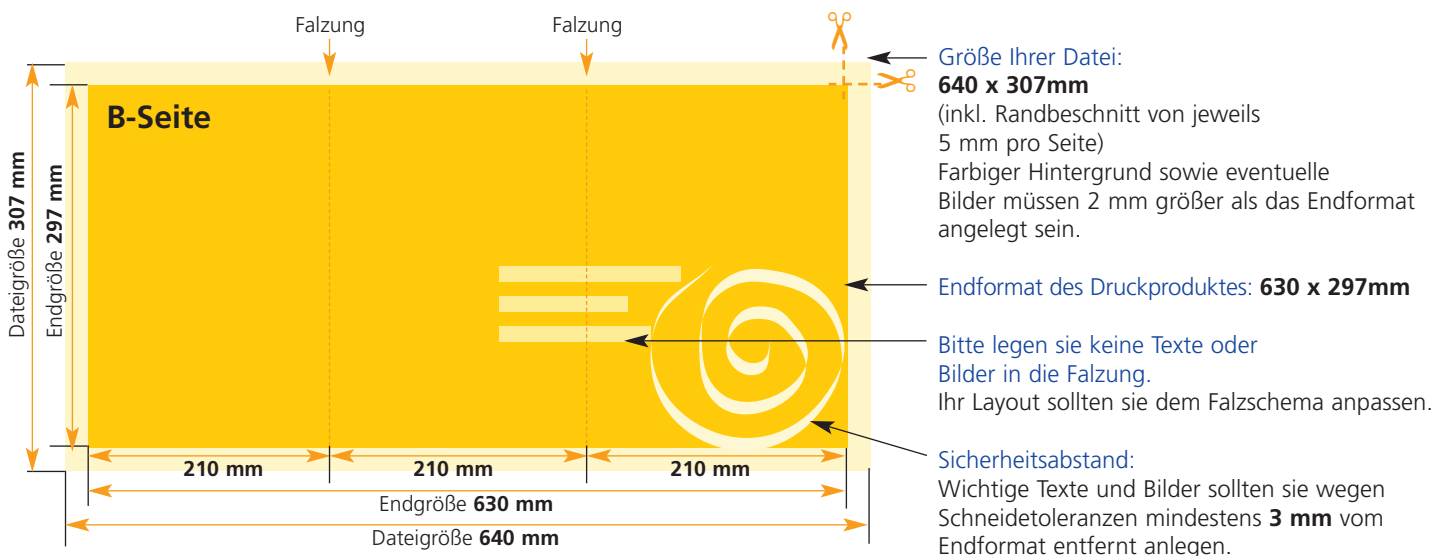 Falzung
Falzung
B-Seite
Dateigröße 307 mm
Endgröße 297 mm
210 mm
210 mm
210 mm
Endgröße 630 mm
Dateigröße 640 mm
Größe Ihrer Datei:
640 x 307mm
(inkl. Randbeschnitt von jeweils
5 mm pro Seite)
Farbiger Hintergrund sowie eventuelle
Bilder müssen 2 mm größer als das Endformat
angelegt sein.
Endformat des Druckproduktes: 630 x 297mm
Bitte legen sie keine Texte oder
Bilder in die Falzung.
Ihr Layout sollten sie dem Falzschema anpassen.
Sicherheitsabstand:
Wichtige Texte und Bilder sollten sie wegen
Schneidetoleranzen mindestens 3 mm vom
Endformat entfernt anlegen.